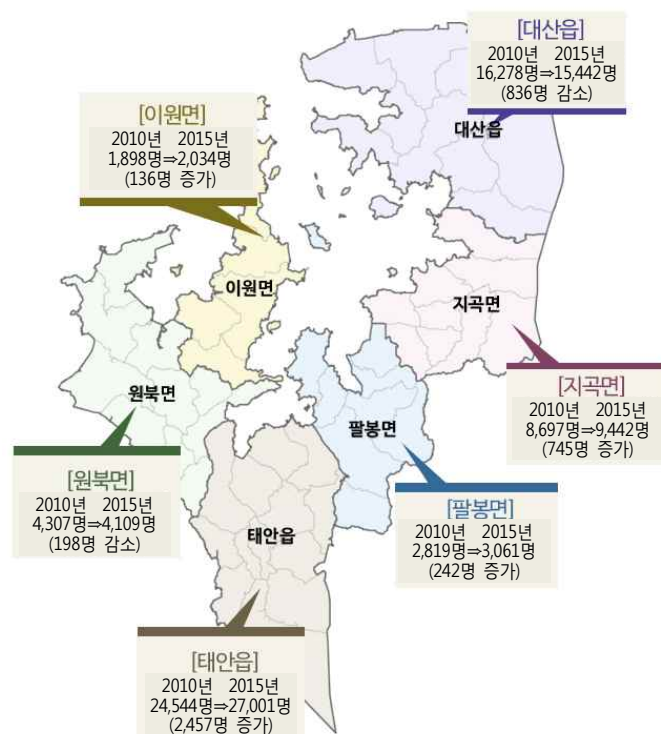 [대산읍]
2010년 2015년
16,278명⇒15,442명
(836명 감소)
대산읍
[이원면]
2010년 2015년
1,898명⇒2,034명
(136명 증가)
이원면
지곡면
[지곡면]
2010년 2015년
8,697명⇒9,442명
(745명 증가)
원북면
[원북면]
2010년 2015년
4,307명⇒4,109명
(198명 감소)
팔봉면
[팔봉면]
2010년 2015년
2,819명⇒3,061명
(242명 증가)
태안읍
[태안읍]
2010년 2015년
24,544명⇒27,001명
(2,457명 증가)